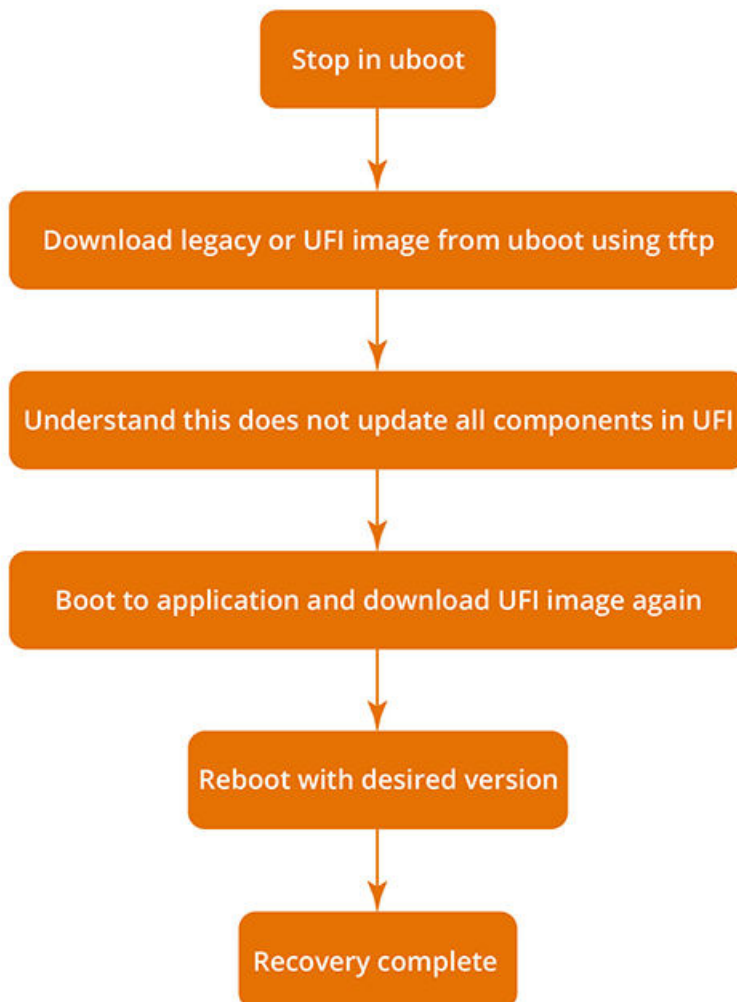 Stop in uboot
Download legacy or UFI image from uboot using tftp
Understand this does not update all components in UFI
Boot to application and download UFI image again
Reboot with desired version
Recovery complete